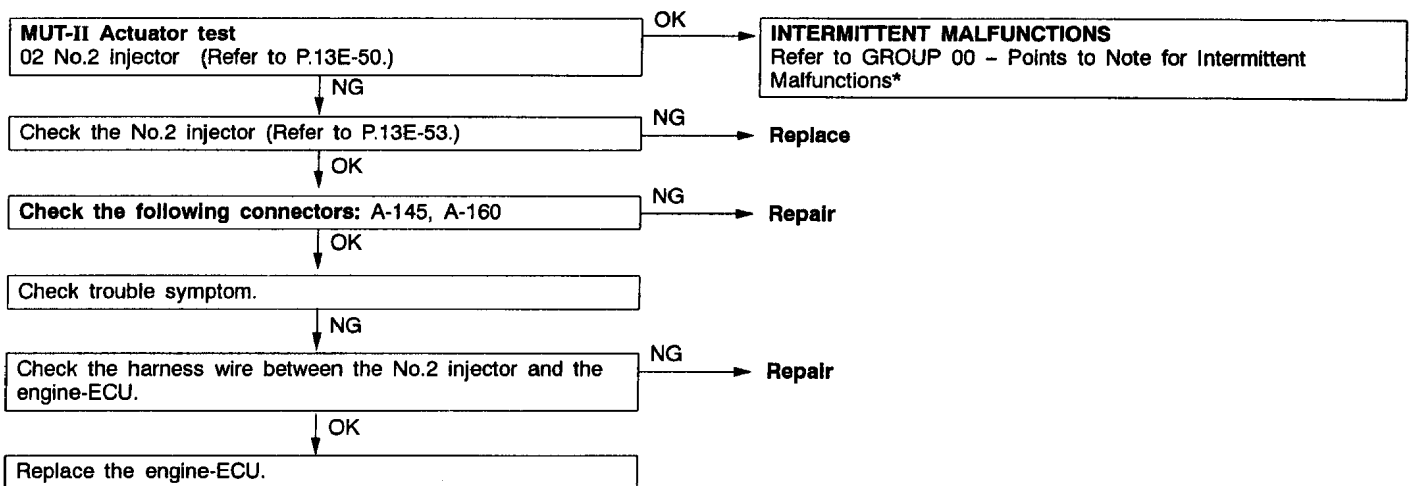 MUT-II Actuator test
02 No.2 injector (Refer to P.13E-50.)
OK
INTERMITTENT MALFUNCTIONS
Refer to GROUP 00 – Points to Note for Intermittent
Malfunctions*
NG
Check the No.2 injector (Refer to P.13E-53.)
NG
Replace
OK
Check the following connectors: A-145, A-160
NG
Repair
OK
Check trouble symptom.
NG
Check the harness wire between the No.2 injector and the
engine-ECU.
NG
Repair
OK
Replace the engine-ECU.